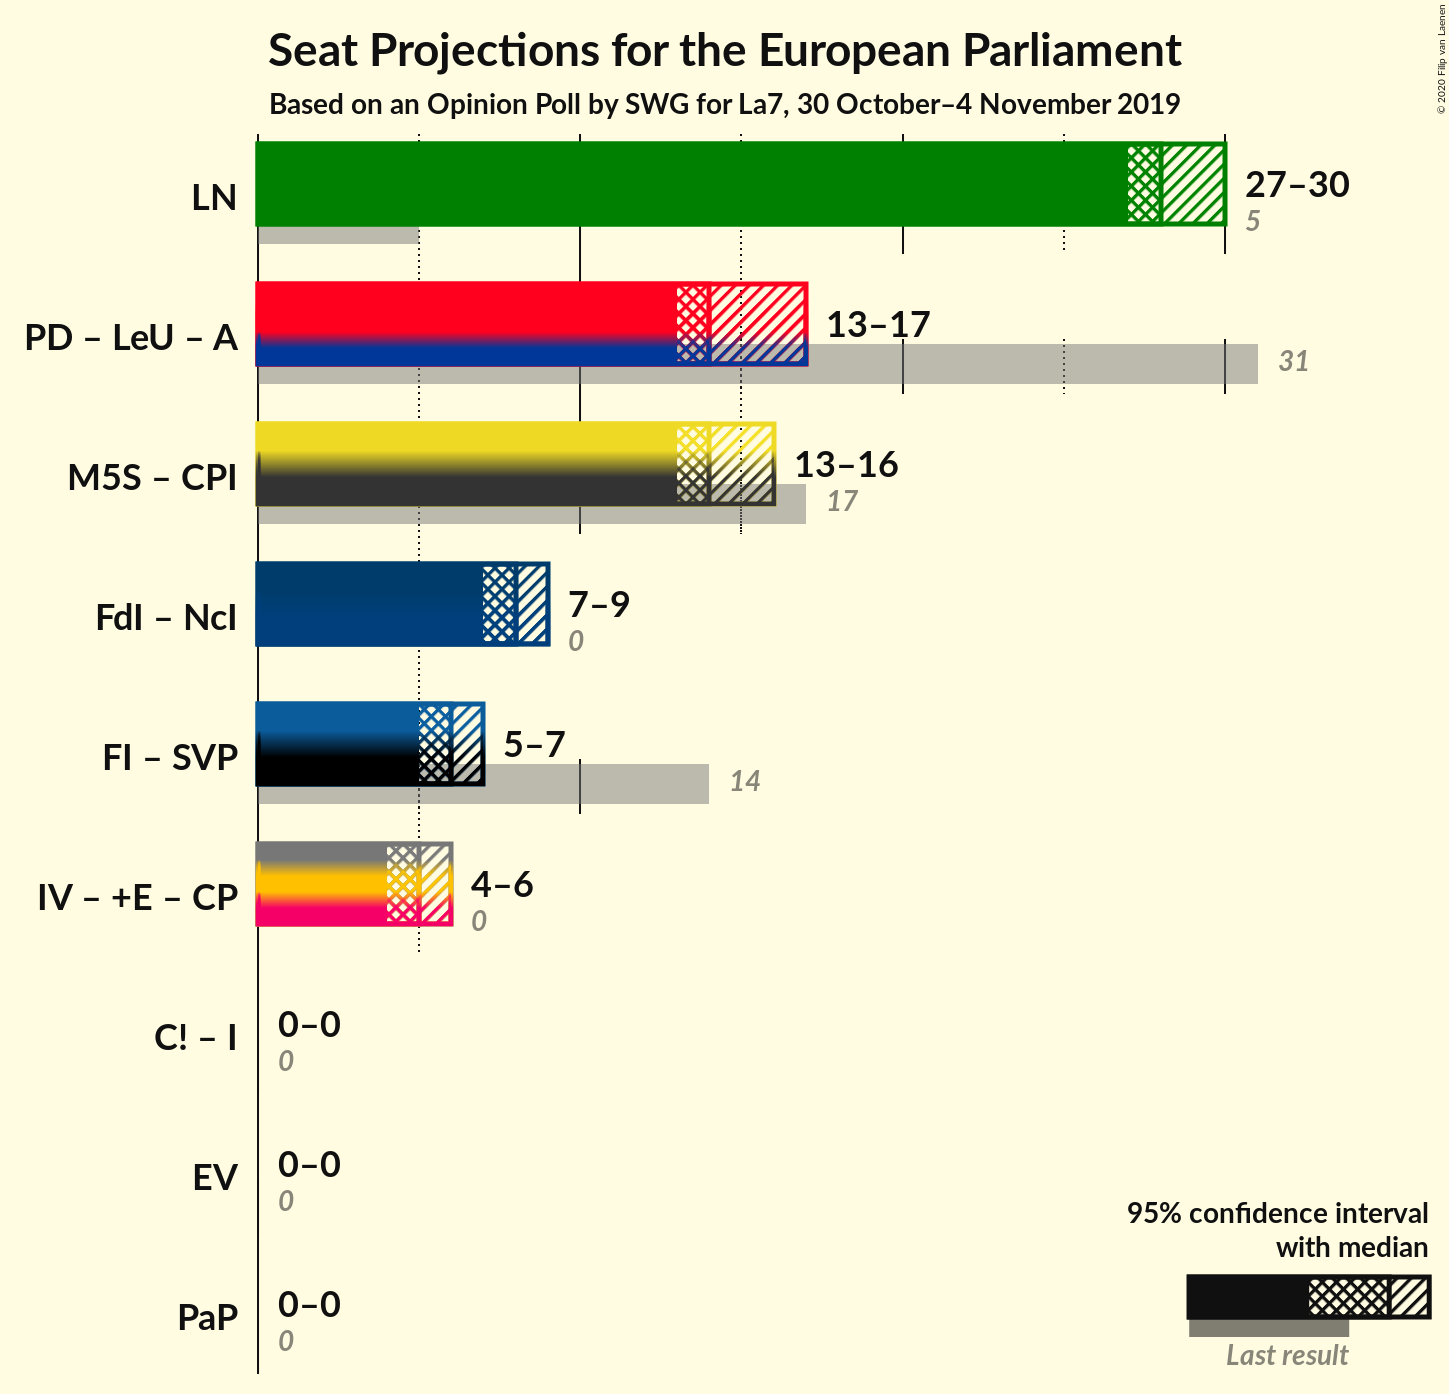 Seat Projections for the European Parliament
Based on an Opinion Poll by SWG for La7, 30 October–4 November 2019
© 2020 Filip van Laenen
LN
27–30
5
PD – LeU – A
13–17
31
M5S – CPI
13–16
17
FdI – NcI
7–9
0
FI – SVP
5–7
14
IV – +E – CP
4–6
0
C! – I
0–0
0
EV
0–0
0
PaP
0–0
0
95% confidence interval
with median
Last result